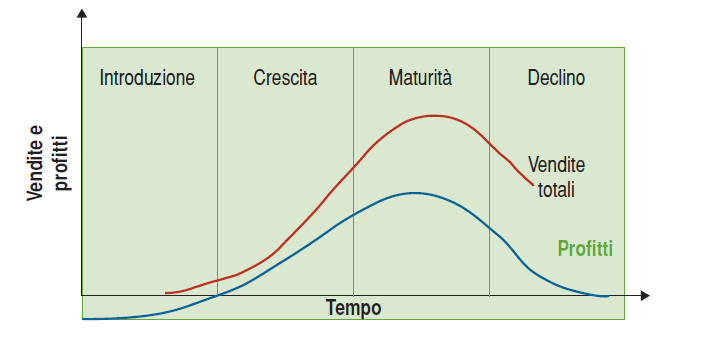 Introduzione
Crescita
Maturità
Declino
Vendite e
profitti
Vendite
totali
Profitti
Tempo